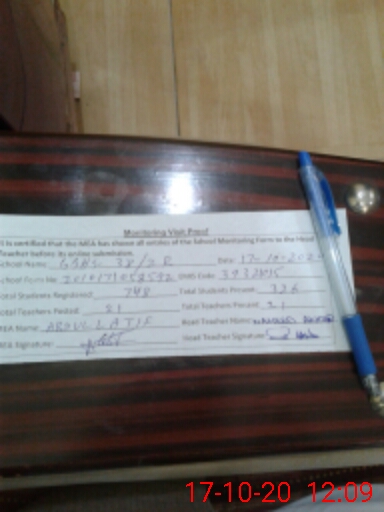 Monitoring Visit Proof
It is certified that the MEA has shown all entries of the School Monitoring Form to the Head
Teacher before its online submission.
School Name: 38/2R Date: 17-10-2020
School Form No: EMIS Code:
Total Students Registered: 748 Total Students Present: 326
Total Teachers Posted: 21 Total Teachers Present: 21
MEA Name: ABDUL LATIF Head Teacher Name:
MEA Signature: Head Teacher Signature:
17-10-20 12:09